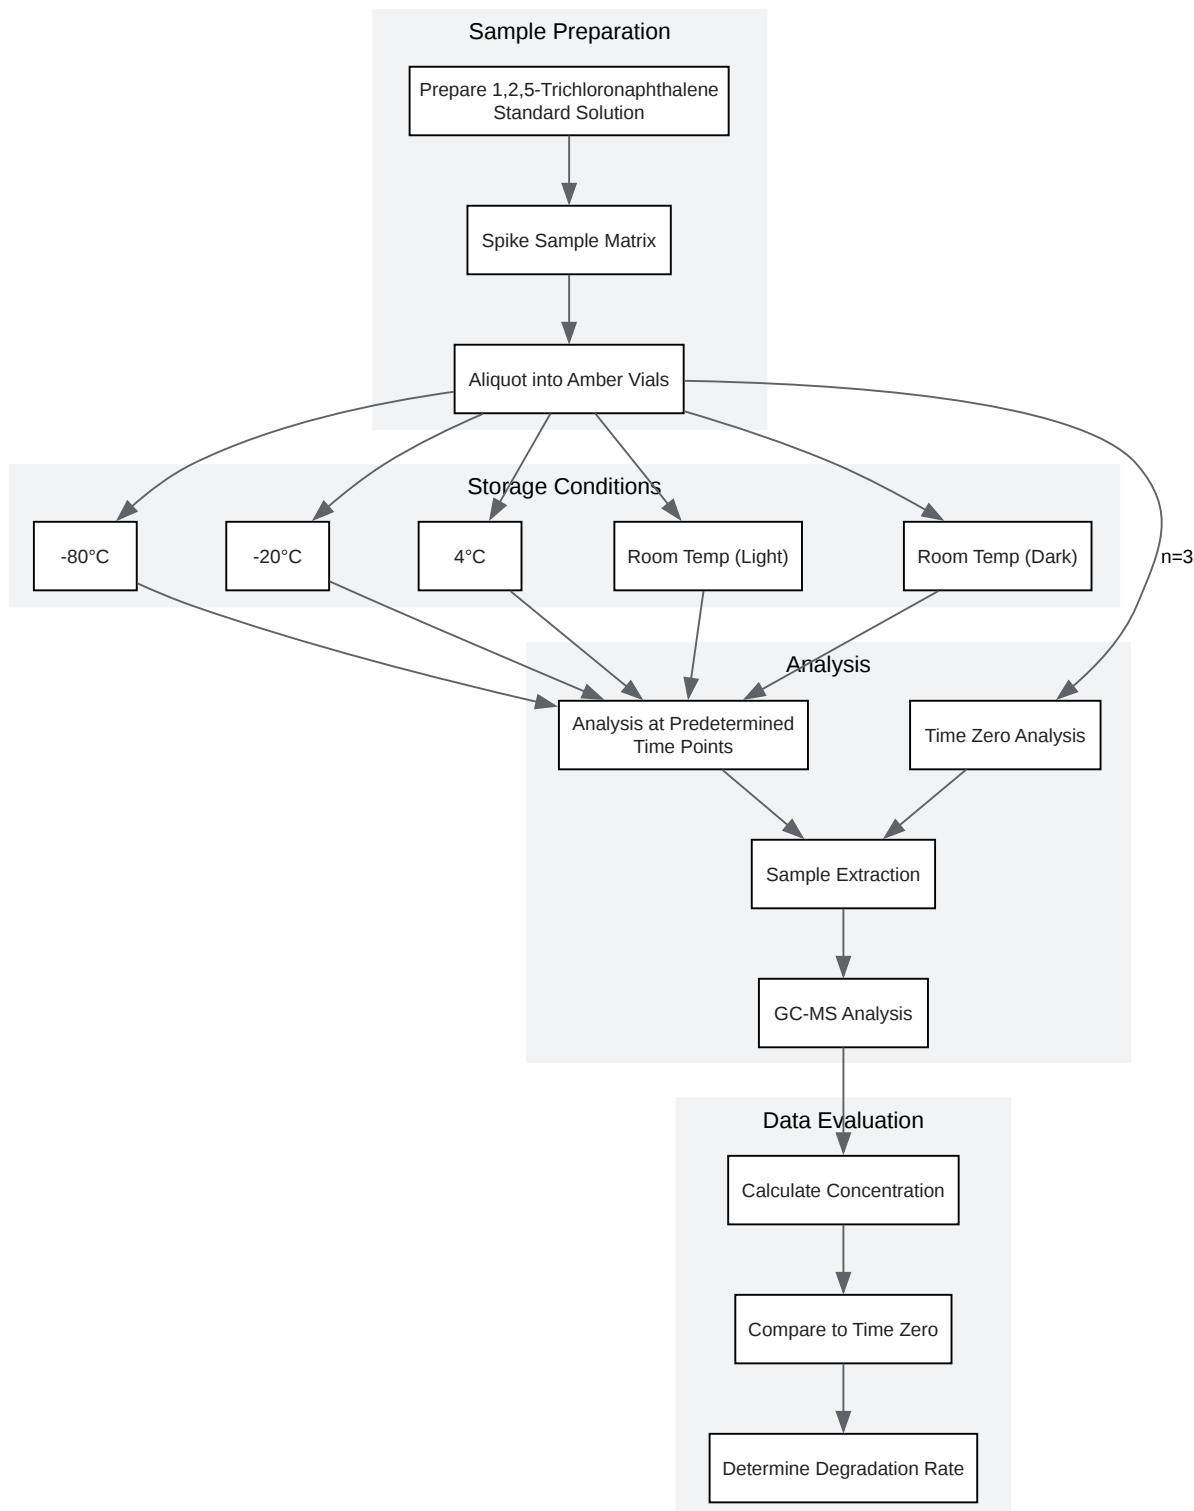 Sample Preparation
Prepare 1,2,5-Trichloronaphthalene
Standard Solution
Spike Sample Matrix
Aliquot into Amber Vials
Storage Conditions
-80°C
-20°C
4°C
Room Temp (Light)
Room Temp (Dark)
n=3
Analysis
Analysis at Predetermined
Time Points
Time Zero Analysis
Sample Extraction
GC-MS Analysis
Data Evaluation
Calculate Concentration
Compare to Time Zero
Determine Degradation Rate